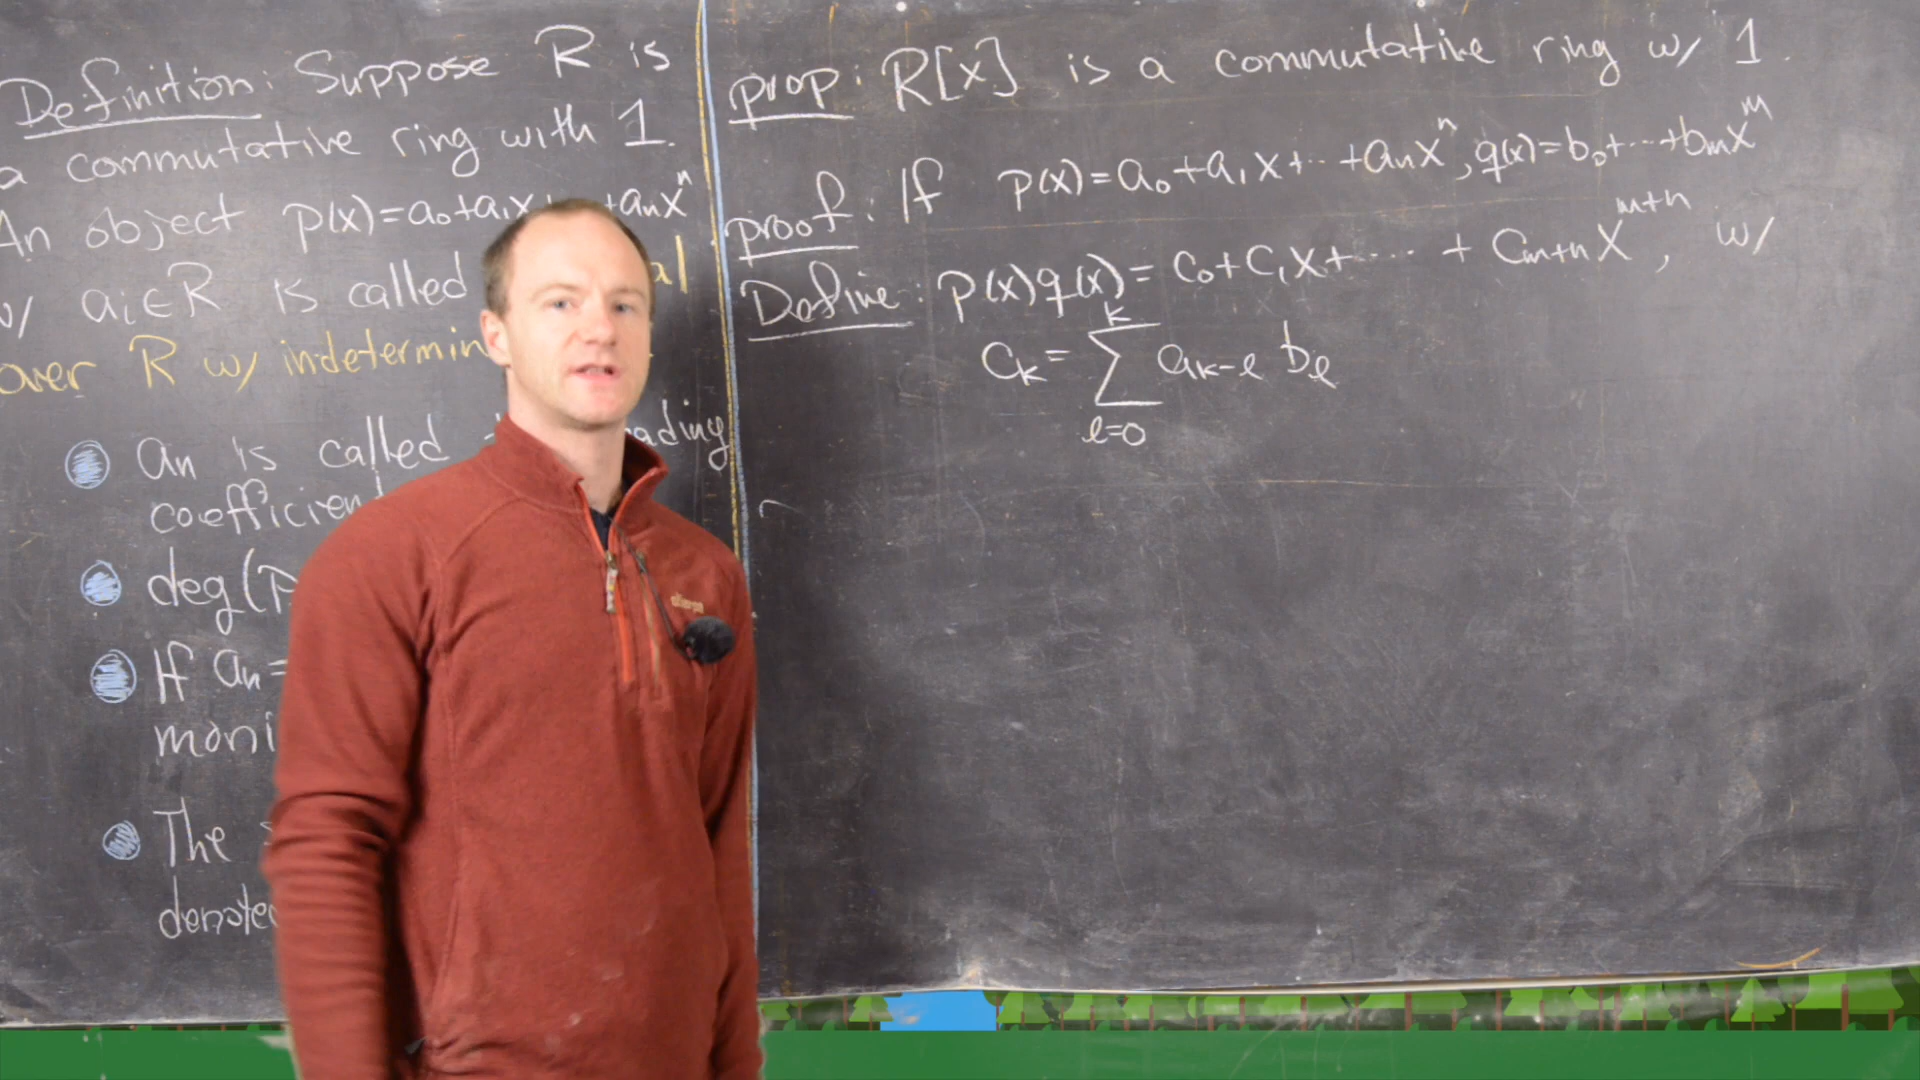 Definition: Suppose R is
a commutative ring with 1.
An object p(x)=a₀+a₁x+ +aₙxⁿ
w/ aᵢ∈R is called al
over R w/ indetermin
aₙ is called ading
coefficien
deg(p
If aₙ=
moni
The
denoted
prop: R[x] is a commutative ring w/ 1.
proof: If p(x)=a₀+a₁x+⋯+aₙxⁿ, q(x)=b₀+⋯+bₘxᵐ
Define: p(x)q(x)=c₀+c₁x+⋯+cₘ₊ₙxᵐ⁺ⁿ, w/
cₖ=∑_{ℓ=0}^{k} a_{k-ℓ} b_ℓ